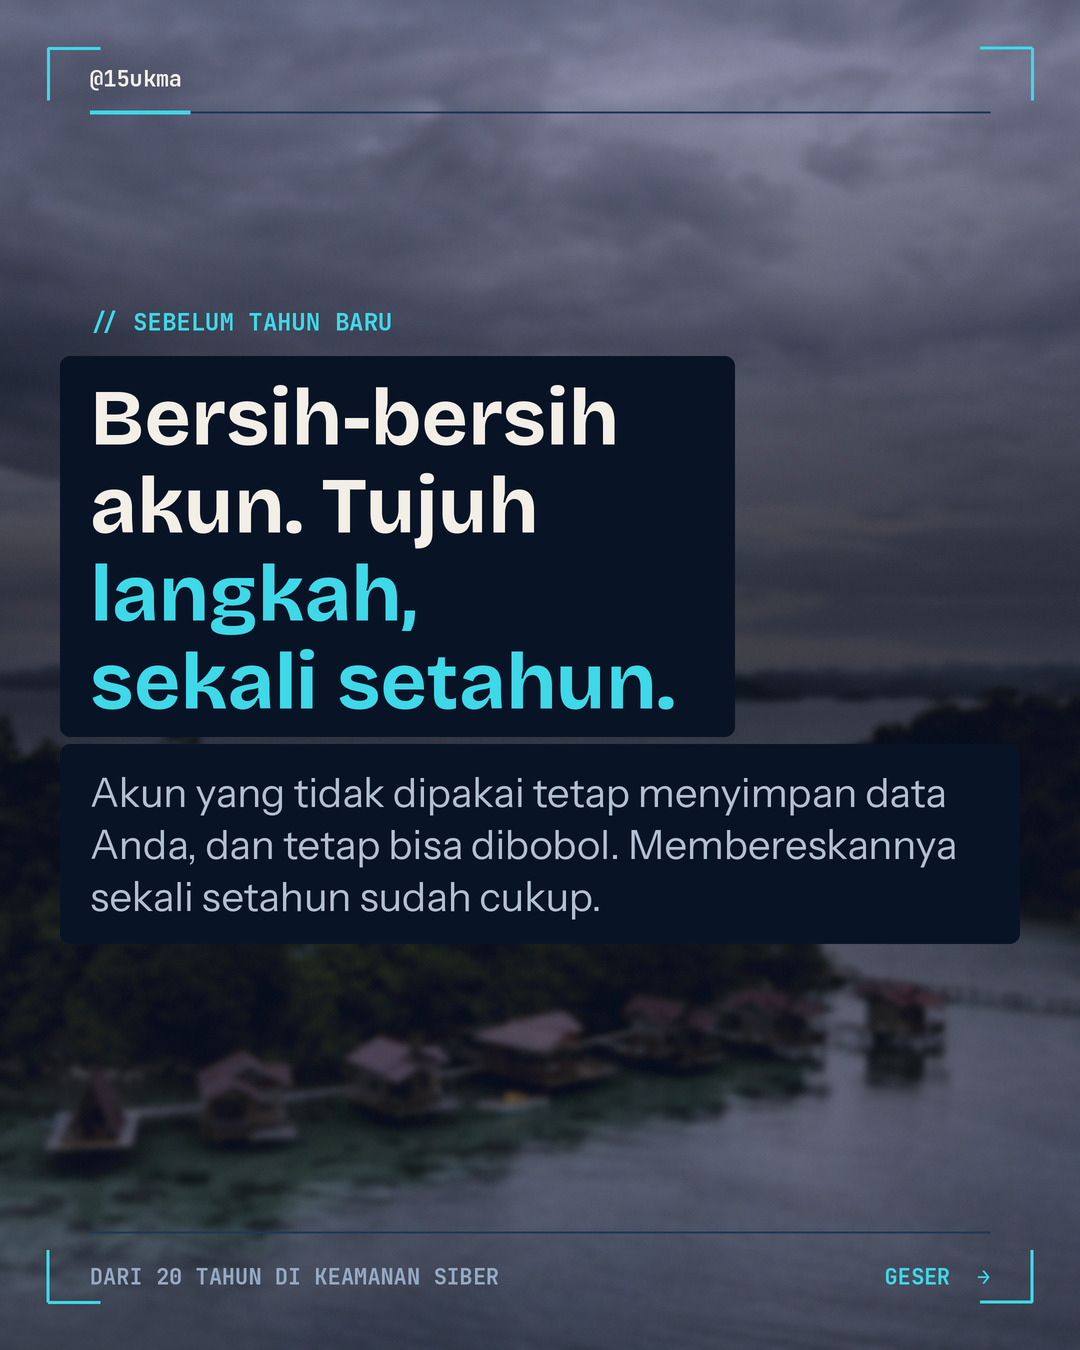 @15ukma
// SEBELUM TAHUN BARU
Bersih-bersih
akun. Tujuh
langkah,
sekali setahun.
Akun yang tidak dipakai tetap menyimpan data
Anda, dan tetap bisa dibobol. Membereskannya
sekali setahun sudah cukup.
DARI 20 TAHUN DI KEAMANAN SIBER
GESER →